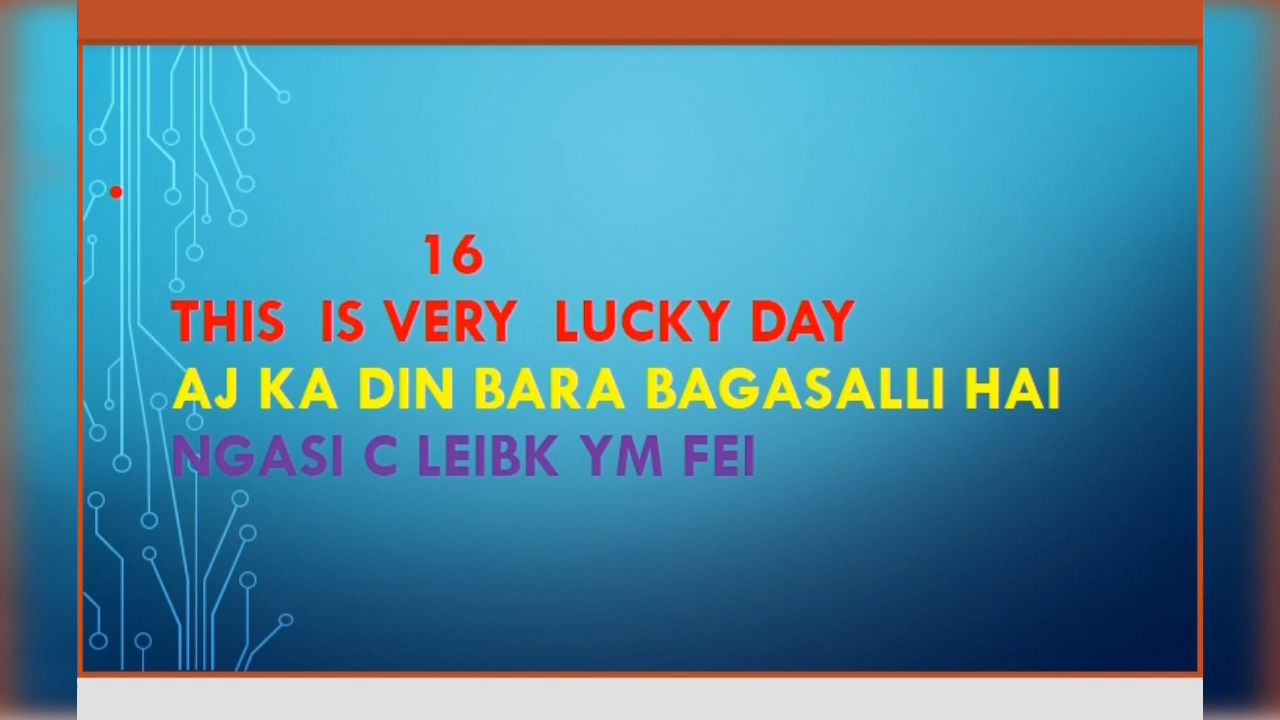 16
THIS IS VERY LUCKY DAY
AJ KA DIN BARA BAGASALLI HAI
NGASI C LEIBK YM FEI